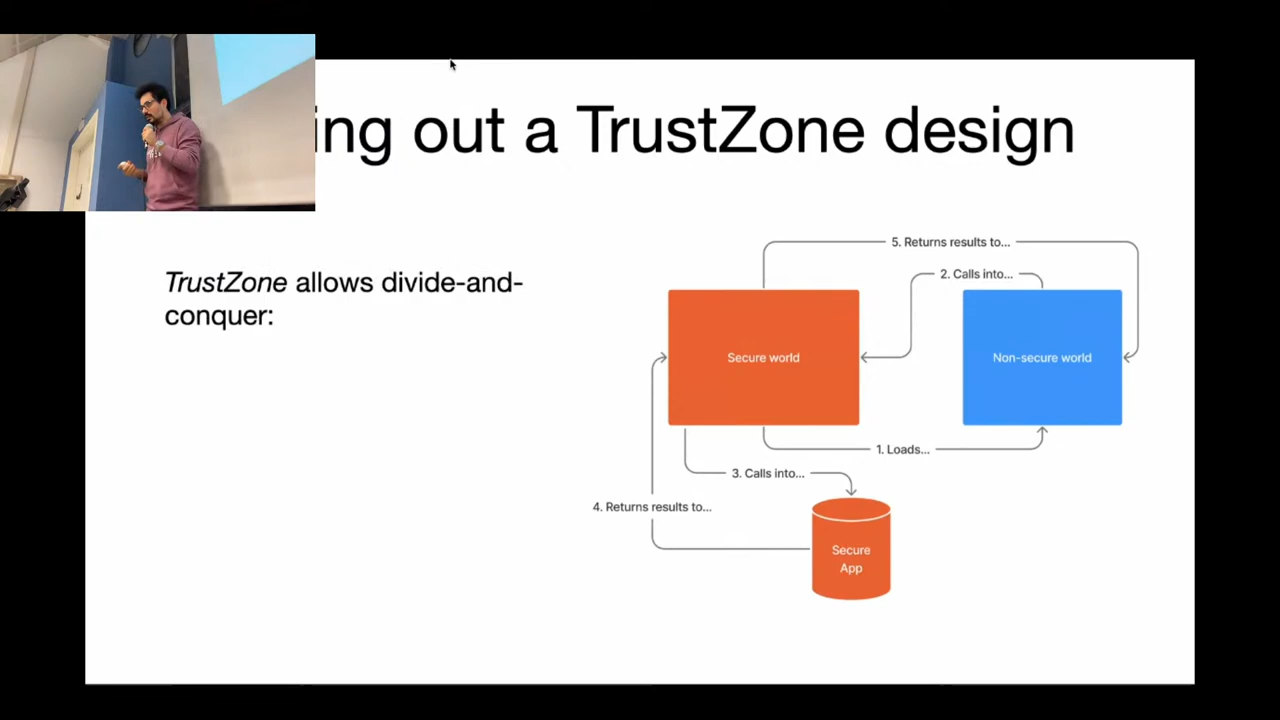 ing out a TrustZone design
TrustZone allows divide-and-
conquer:
5. Returns results to...
2. Calls into...
Secure world
Non-secure world
1. Loads...
3. Calls into...
4. Returns results to...
Secure
App